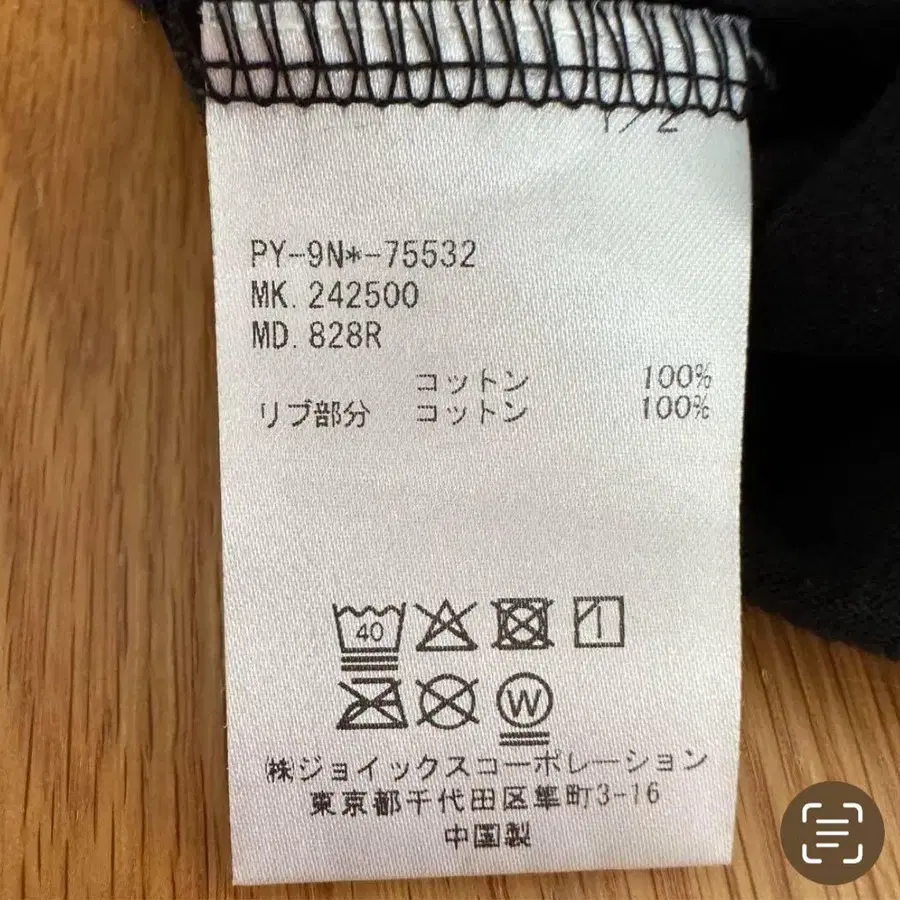 1/2
PY-9N*-75532
MK. 242500
MD. 828R
コットン 100%
リブ部分 コットン 100%
40
W
㈱ジョイックスコーポレーション
東京都千代田区隼町3-16
中国製